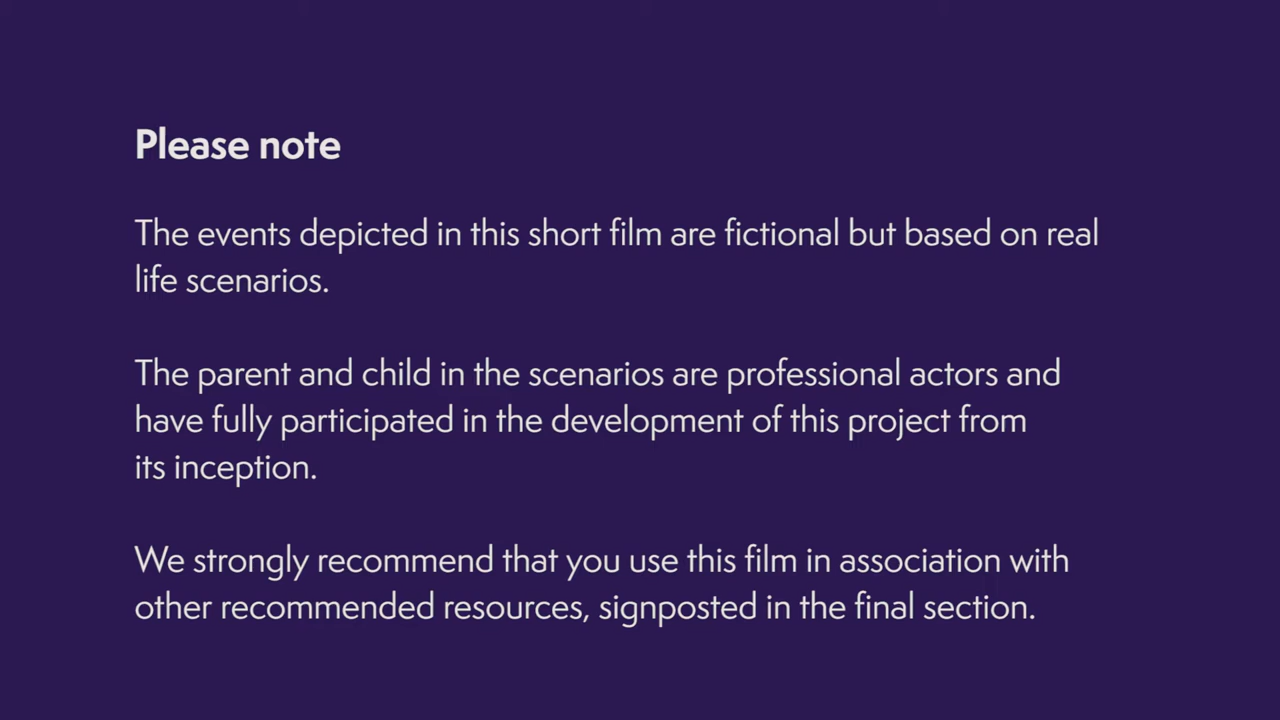 Please note
The events depicted in this short film are fictional but based on real
life scenarios.
The parent and child in the scenarios are professional actors and
have fully participated in the development of this project from
its inception.
We strongly recommend that you use this film in association with
other recommended resources, signposted in the final section.